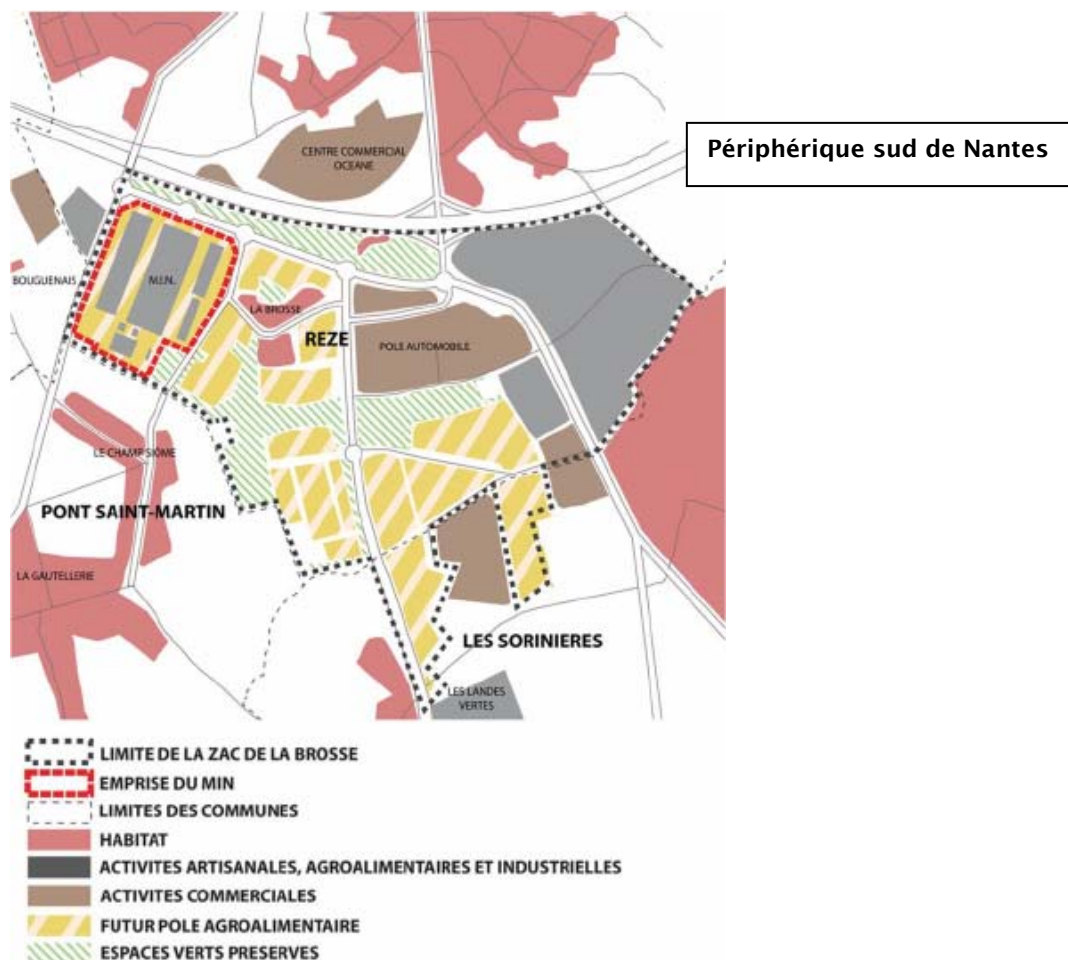 CENTRE COMMERCIAL
OCEANE
Périphérique sud de Nantes
BOUGUENAIS
M.I.N.
LA BROSSE
REZE
POLE AUTOMOBILE
LE CHAMP SIOME
PONT SAINT-MARTIN
LA GAUTELLERIE
LES SORINIERES
LES LANDES
VERTES
LIMITE DE LA ZAC DE LA BROSSE
EMPRISE DU MIN
LIMITES DES COMMUNES
HABITAT
ACTIVITES ARTISANALES, AGROALIMENTAIRES ET INDUSTRIELLES
ACTIVITES COMMERCIALES
FUTUR POLE AGROALIMENTAIRE
ESPACES VERTS PRESERVES